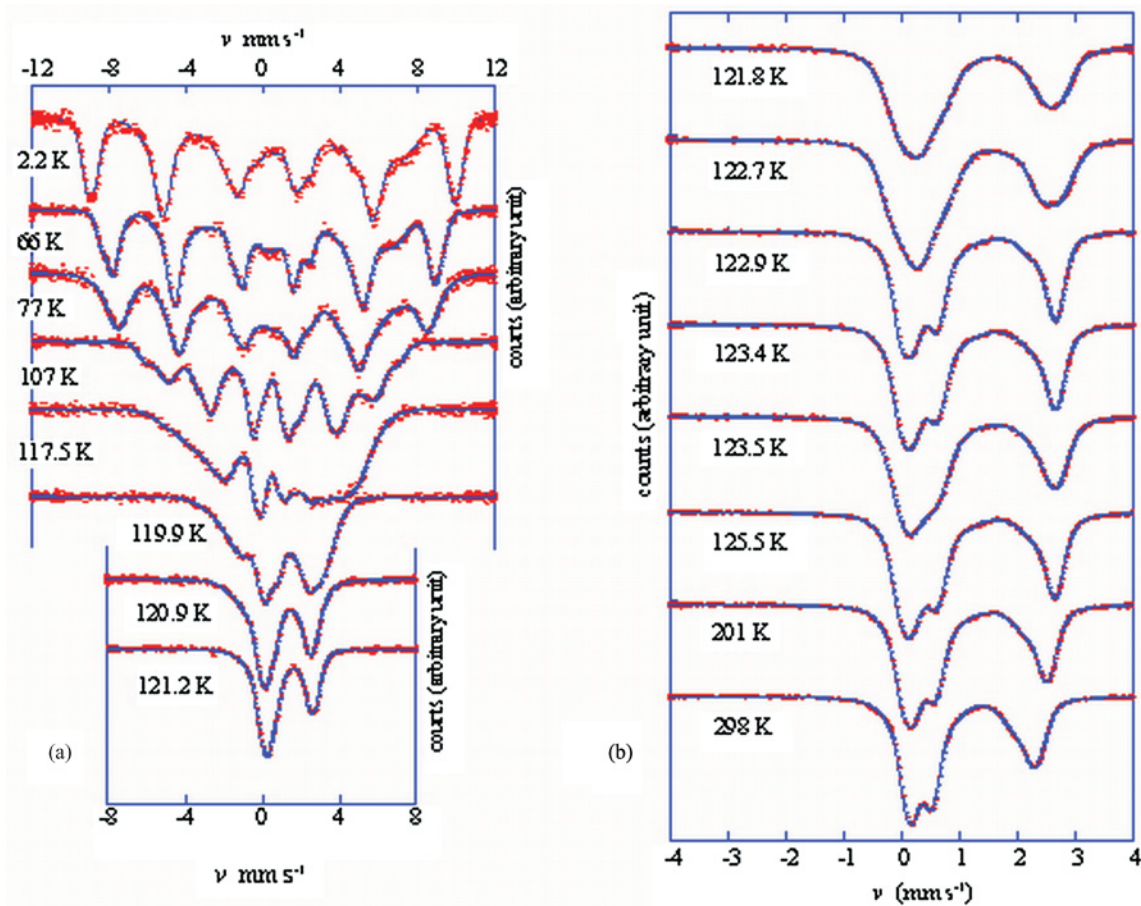 ν mm s⁻¹
-12 -8 -4 0 4 8 12
2.2 K
66 K
77 K
107 K
117.5 K
119.9 K
120.9 K
121.2 K
counts (arbitrary unit)
counts (arbitrary unit)
(a)
-8 -4 0 4 8
ν mm s⁻¹
121.8 K
122.7 K
122.9 K
123.4 K
123.5 K
125.5 K
201 K
298 K
counts (arbitray unit)
(b)
-4 -3 -2 -1 0 1 2 3 4
ν (mm s⁻¹)